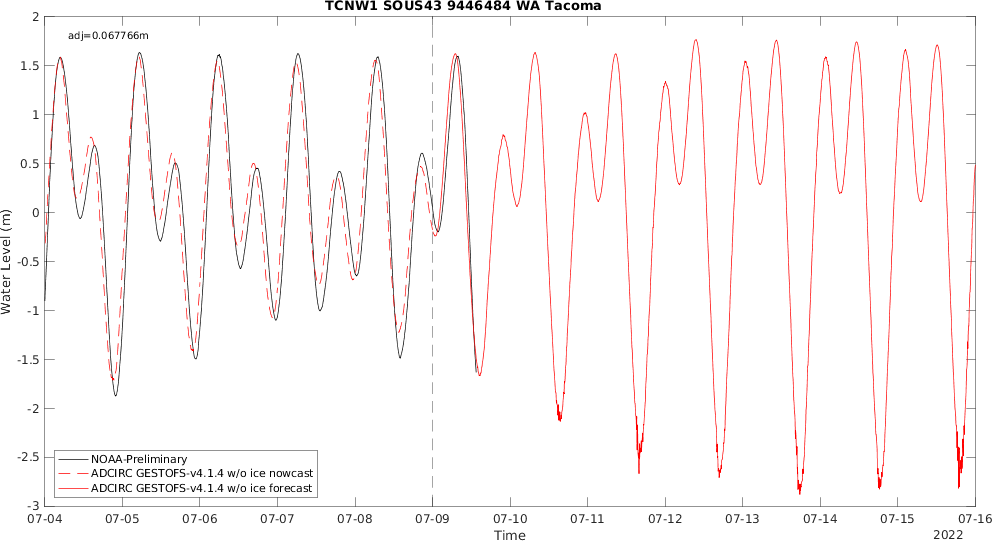 TCNW1 SOUS43 9446484 WA Tacoma
adj=0.067766m
2
1.5
1
0.5
0
-0.5
-1
-1.5
-2
-2.5
-3
Water Level (m)
NOAA-Preliminary
ADCIRC GESTOFS-v4.1.4 w/o ice nowcast
ADCIRC GESTOFS-v4.1.4 w/o ice forecast
07-04 07-05 07-06 07-07 07-08 07-09 07-10 07-11 07-12 07-13 07-14 07-15 07-16
Time
2022